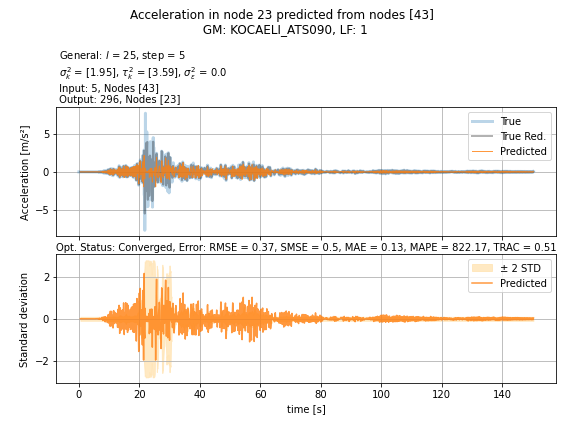 Acceleration in node 23 predicted from nodes [43]
GM: KOCAELI_ATS090, LF: 1
General: l = 25, step = 5
σ²ₖ = [1.95], τ²ₖ = [3.59], σ²ε = 0.0
Input: 5, Nodes [43]
Output: 296, Nodes [23]
Acceleration [m/s²]
5
0
−5
True
True Red.
Predicted
Opt. Status: Converged, Error: RMSE = 0.37, SMSE = 0.5, MAE = 0.13, MAPE = 822.17, TRAC = 0.51
Standard deviation
2
0
−2
± 2 STD
Predicted
0 20 40 60 80 100 120 140
time [s]